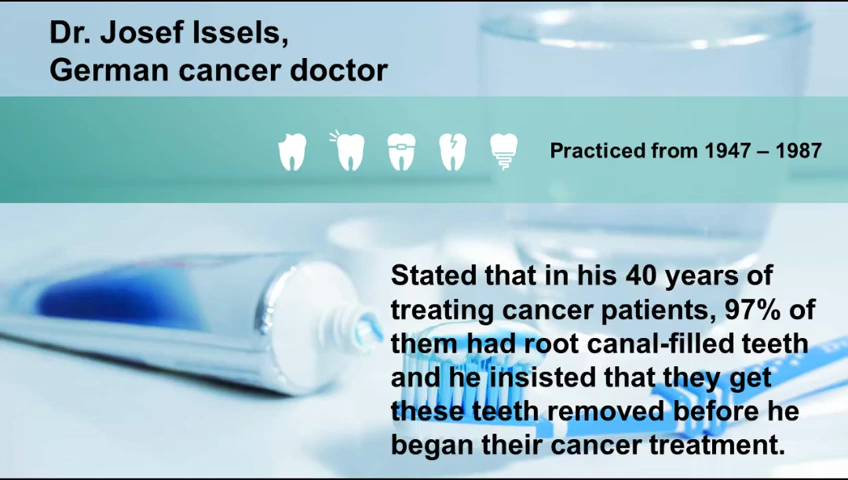 Dr. Josef Issels,
German cancer doctor
Practiced from 1947 – 1987
Stated that in his 40 years of
treating cancer patients, 97% of
them had root canal-filled teeth
and he insisted that they get
these teeth removed before he
began their cancer treatment.